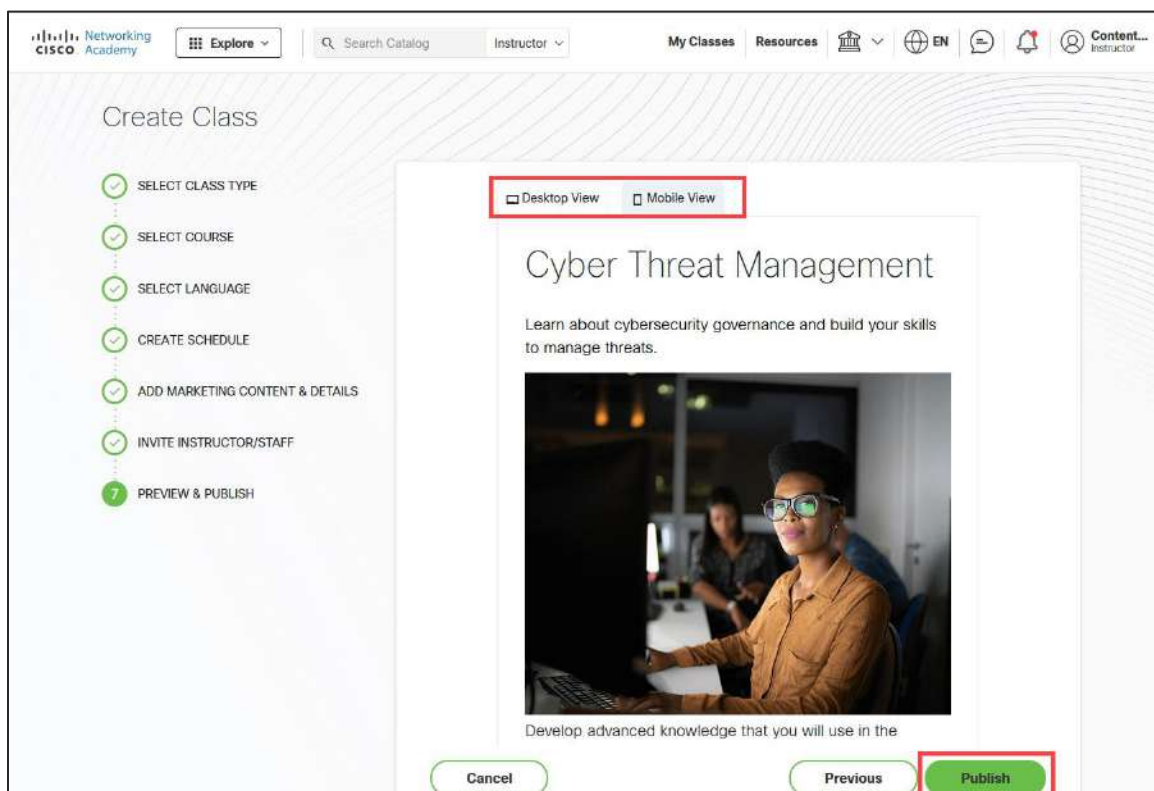 Networking
CISCO Academy
Explore
Search Catalog
Instructor
My Classes
Resources
EN
Content...
Instructor
Create Class
SELECT CLASS TYPE
SELECT COURSE
SELECT LANGUAGE
CREATE SCHEDULE
ADD MARKETING CONTENT & DETAILS
INVITE INSTRUCTOR/STAFF
7 PREVIEW & PUBLISH
Desktop View
Mobile View
Cyber Threat Management
Learn about cybersecurity governance and build your skills
to manage threats.
Develop advanced knowledge that you will use in the
Cancel
Previous
Publish